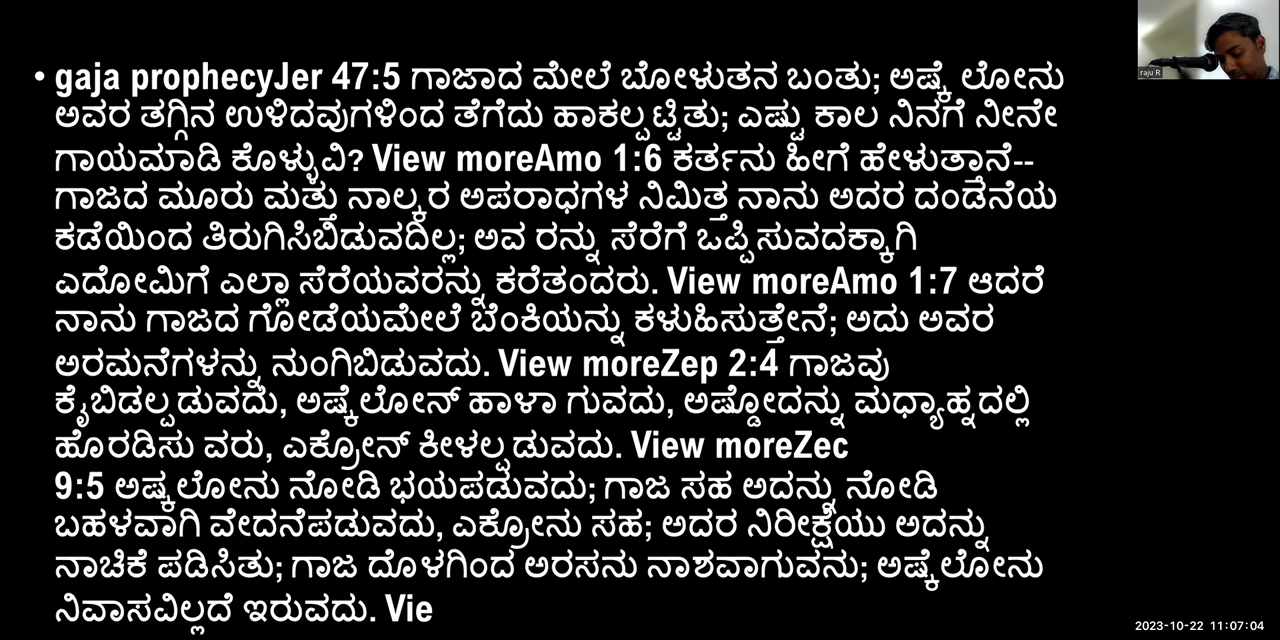 • gaja prophecyJer 47:5 ಗಾಜಾದ ಮೇಲೆ ಬೋಳುತನ ಬಂತು; ಅಷ್ಕೆ ಲೋನು
ಅವರ ತಗ್ಗಿನ ಉಳಿದವುಗಳಿಂದ ತೆಗೆದು ಹಾಕಲ್ಪಟ್ಟಿತು; ಎಷ್ಟು ಕಾಲ ನಿನಗೆ ನೀನೇ
ಗಾಯಮಾಡಿ ಕೊಳ್ಳುವಿ? View moreAmo 1:6 ಕರ್ತನು ಹೀಗೆ ಹೇಳುತ್ತಾನೆ--
ಗಾಜದ ಮೂರು ಮತ್ತು ನಾಲ್ಕರ ಅಪರಾಧಗಳ ನಿಮಿತ್ತ ನಾನು ಅದರ ದಂಡನೆಯ
ಕಡೆಯಿಂದ ತಿರುಗಿಸಿಬಿಡುವದಿಲ್ಲ; ಅವ ರನ್ನು ಸೆರೆಗೆ ಒಪ್ಪಿಸುವದಕ್ಕಾಗಿ
ಎದೋಮಿಗೆ ಎಲ್ಲಾ ಸೆರೆಯವರನ್ನು ಕರೆತಂದರು. View moreAmo 1:7 ಆದರೆ
ನಾನು ಗಾಜದ ಗೋಡೆಯಮೇಲೆ ಬೆಂಕಿಯನ್ನು ಕಳುಹಿಸುತ್ತೇನೆ; ಅದು ಅವರ
ಅರಮನೆಗಳನ್ನು ನುಂಗಿಬಿಡುವದು. View moreZep 2:4 ಗಾಜವು
ಕೈಬಿಡಲ್ಪಡುವದು, ಅಷ್ಕೆಲೋನ್ ಹಾಳಾ ಗುವದು, ಅಷ್ಡೋದನ್ನು ಮಧ್ಯಾಹ್ನದಲ್ಲಿ
ಹೊರಡಿಸು ವರು, ಎಕ್ರೋನ್ ಕೀಳಲ್ಪಡುವದು. View moreZec
9:5 ಅಷ್ಕಲೋನು ನೋಡಿ ಭಯಪಡುವದು; ಗಾಜ ಸಹ ಅದನ್ನು ನೋಡಿ
ಬಹಳವಾಗಿ ವೇದನೆಪಡುವದು, ಎಕ್ರೋನು ಸಹ; ಅದರ ನಿರೀಕ್ಷೆಯು ಅದನ್ನು
ನಾಚಿಕೆ ಪಡಿಸಿತು; ಗಾಜ ದೊಳಗಿಂದ ಅರಸನು ನಾಶವಾಗುವನು; ಅಷ್ಕೆಲೋನು
ನಿವಾಸವಿಲ್ಲದೆ ಇರುವದು. Vie
raju R
2023-10-22 11:07:04